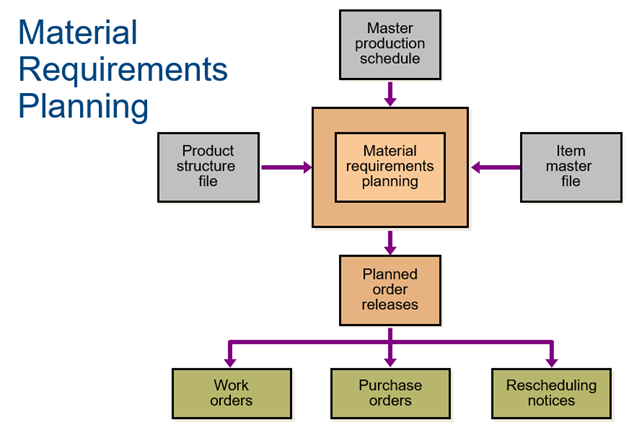 Material
Requirements
Planning
Master
production
schedule
Product
structure
file
Material
requirements
planning
Item
master
file
Planned
order
releases
Work
orders
Purchase
orders
Rescheduling
notices